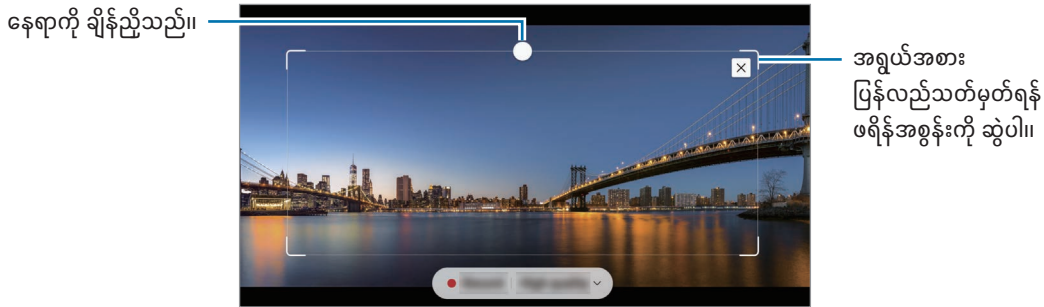 နေရာကို ချိန်ညှိသည်။
အရွယ်အစား
ပြန်လည်သတ်မှတ်ရန်
ဖရိန်အစွန်းကို ဆွဲပါ။